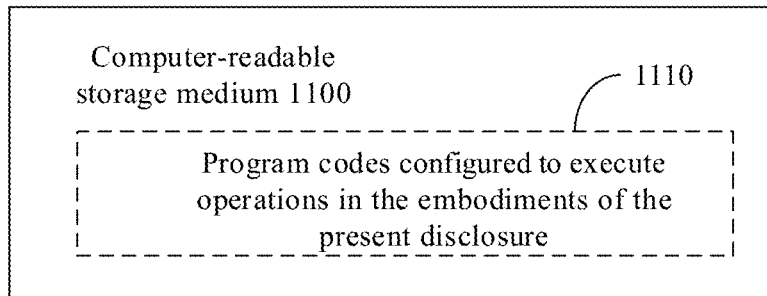 Computer-readable
storage medium 1100
1110
Program codes configured to execute
operations in the embodiments of the
present disclosure